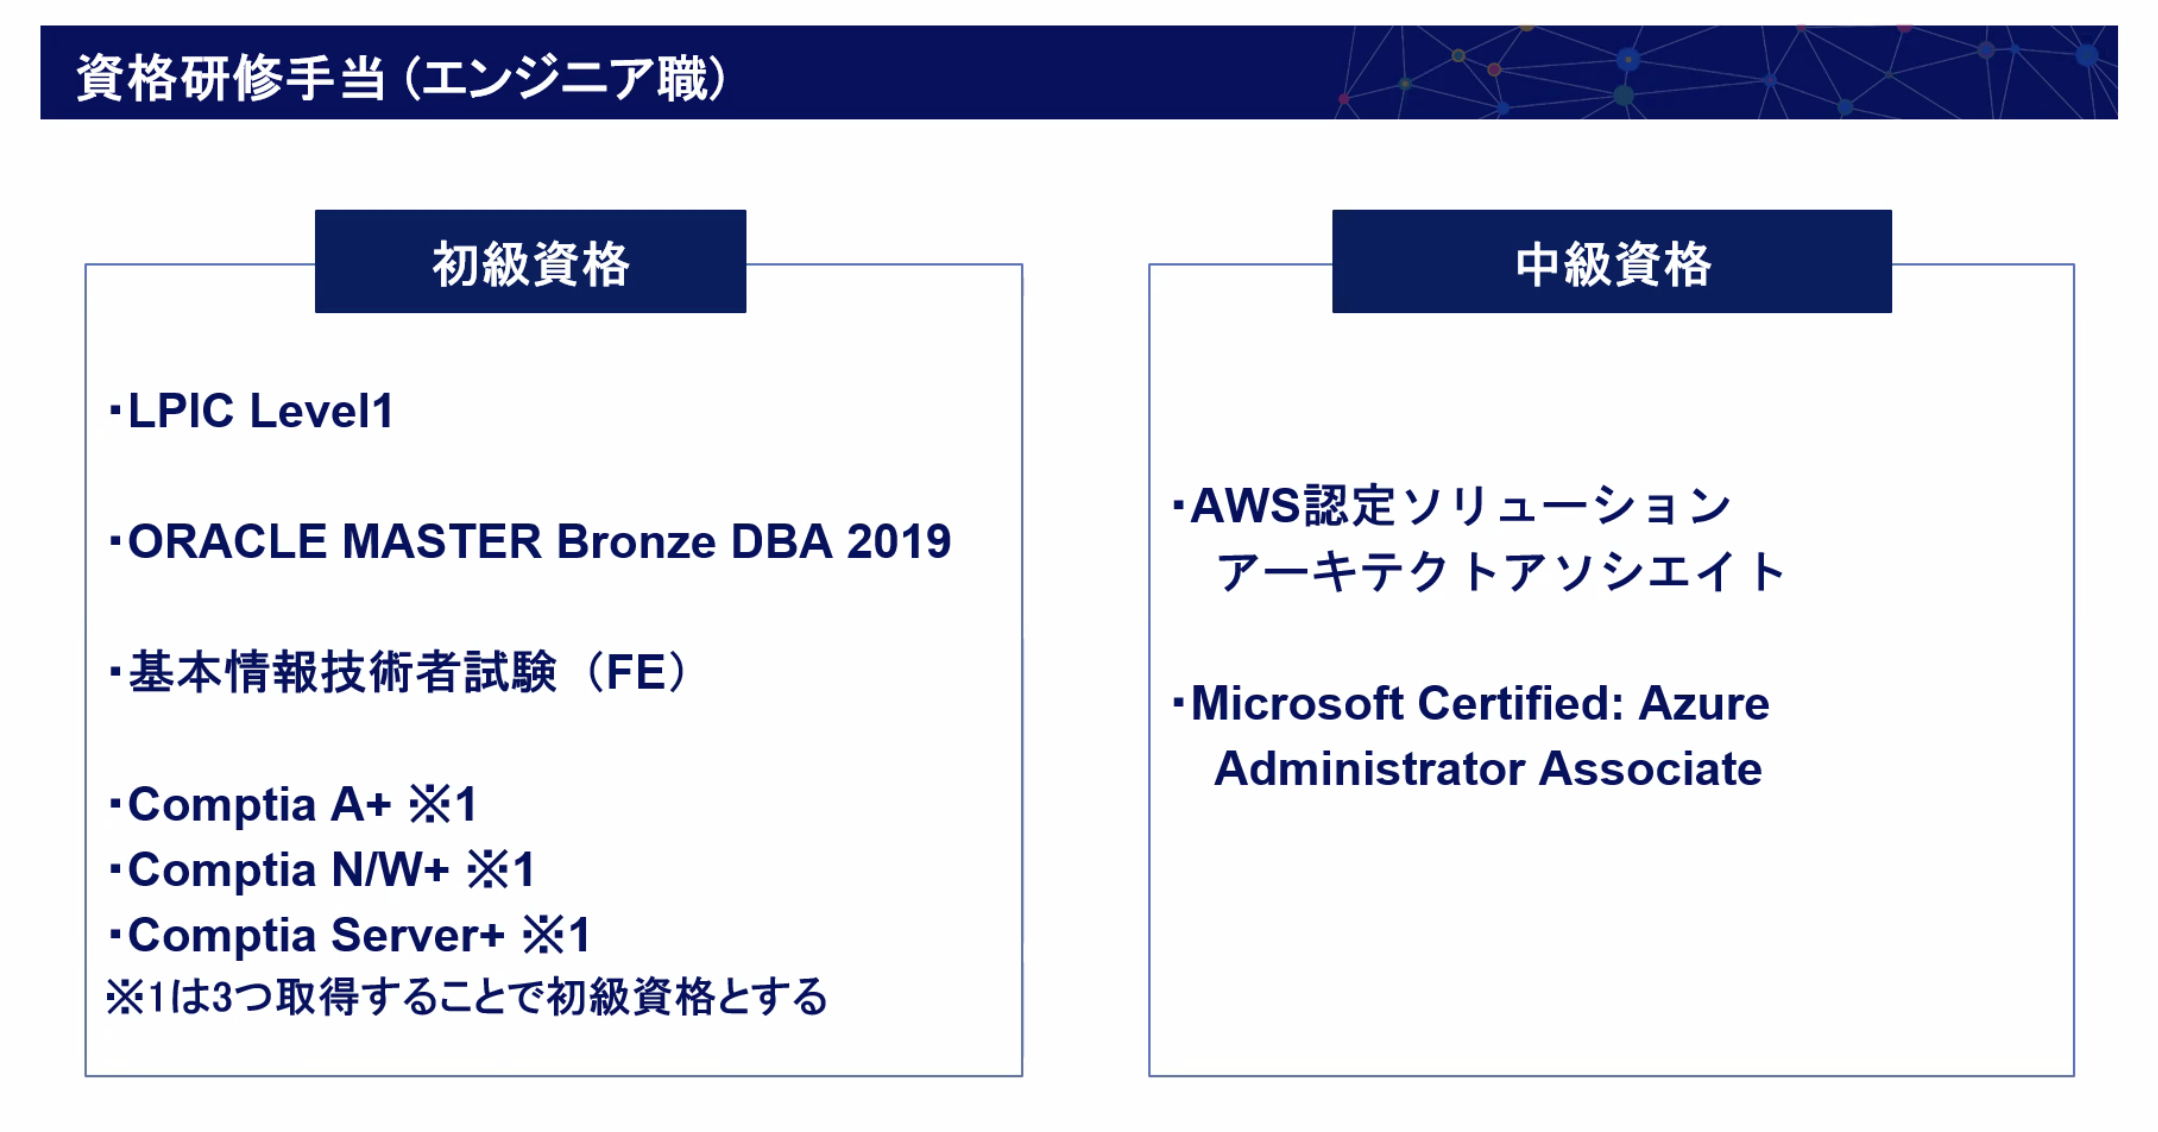 資格研修手当（エンジニア職）
初級資格
・LPIC Level1
・ORACLE MASTER Bronze DBA 2019
・基本情報技術者試験（FE）
・Comptia A+ ※1
・Comptia N/W+ ※1
・Comptia Server+ ※1
※1は3つ取得することで初級資格とする
中級資格
・AWS認定ソリューション
アーキテクトアソシエイト
・Microsoft Certified: Azure
Administrator Associate